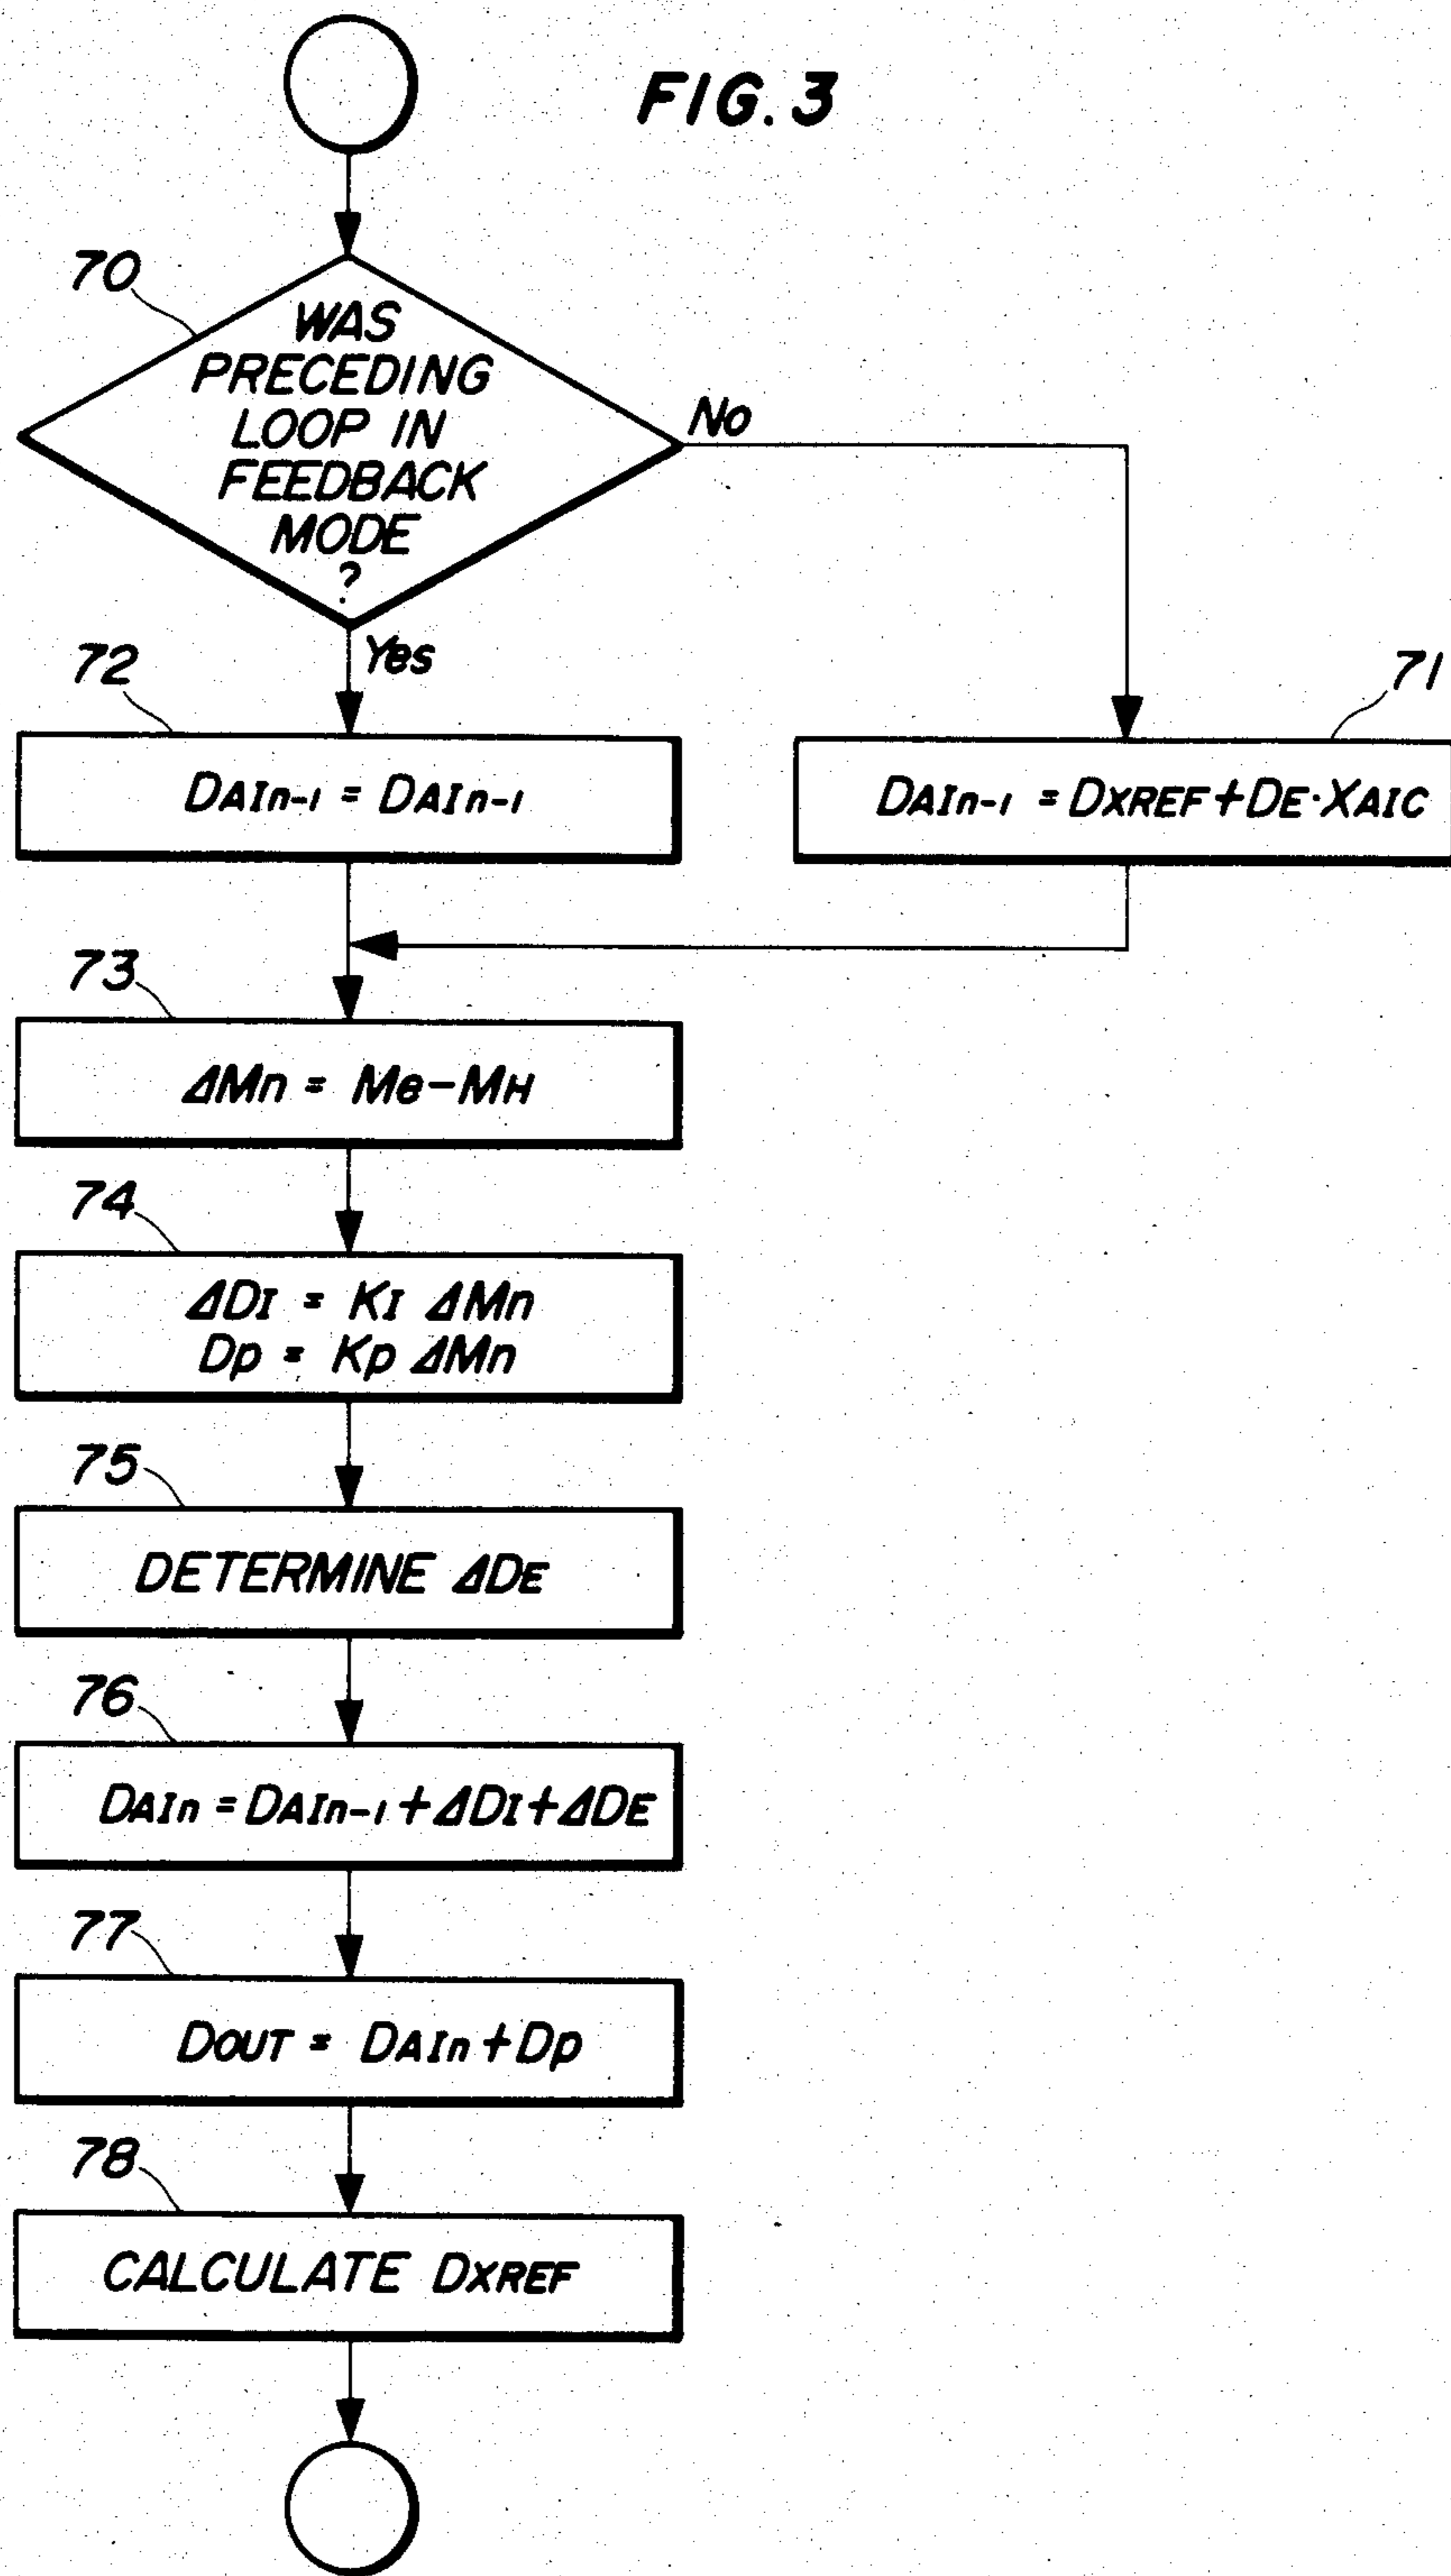 FIG. 3
70
WAS
PRECEDING
LOOP IN
FEEDBACK
MODE
?
No
Yes
72
71
DAIn-1 = DAIn-1
DAIn-1 = DXREF+DE·XAIC
73
ΔMn = Me-MH
74
ΔDI = KI ΔMn
Dp = Kp ΔMn
75
DETERMINE ΔDE
76
DAIn = DAIn-1+ΔDI+ΔDE
77
DOUT = DAIn+Dp
78
CALCULATE DXREF